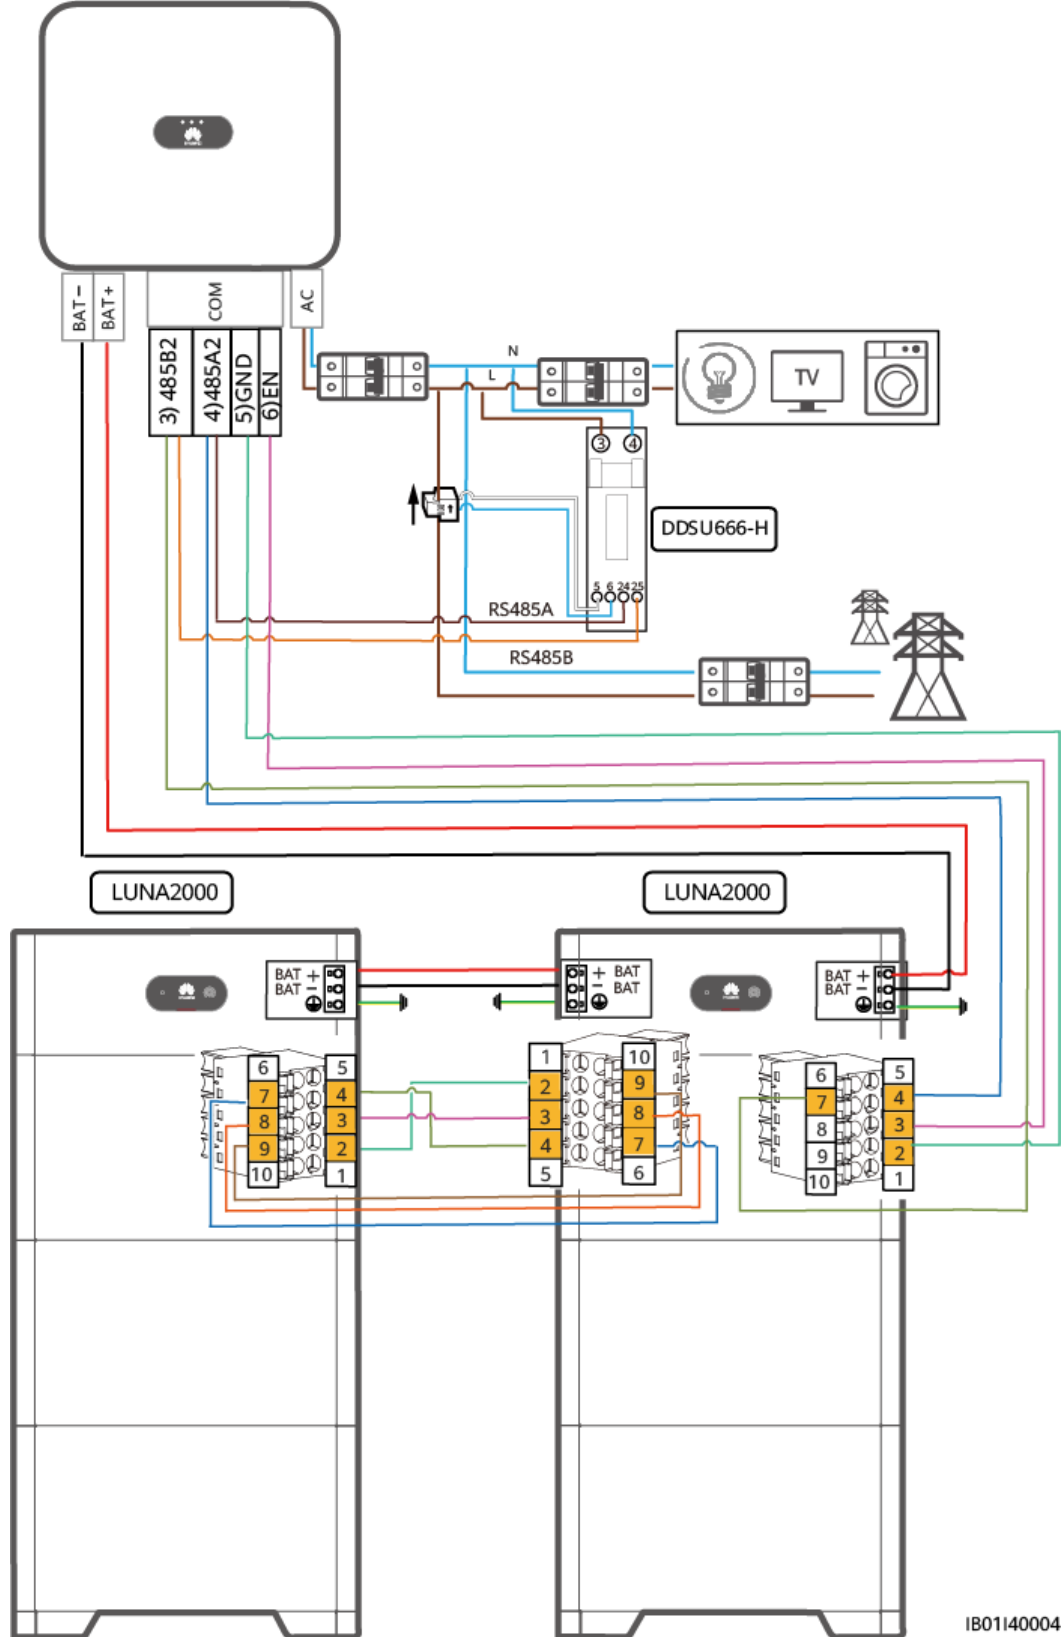 BAT−
BAT+
COM
AC
3) 485B2
4)485A2
5)GND
6)EN
N
L
TV
3
4
DDSU666-H
5 6 24 25
RS485A
RS485B
LUNA2000
LUNA2000
BAT +
BAT −
+ BAT
− BAT
BAT +
BAT −
6
7
8
9
10
5
4
3
2
1
1
2
3
4
5
10
9
8
7
6
6
7
8
9
10
5
4
3
2
1
IB01I40004